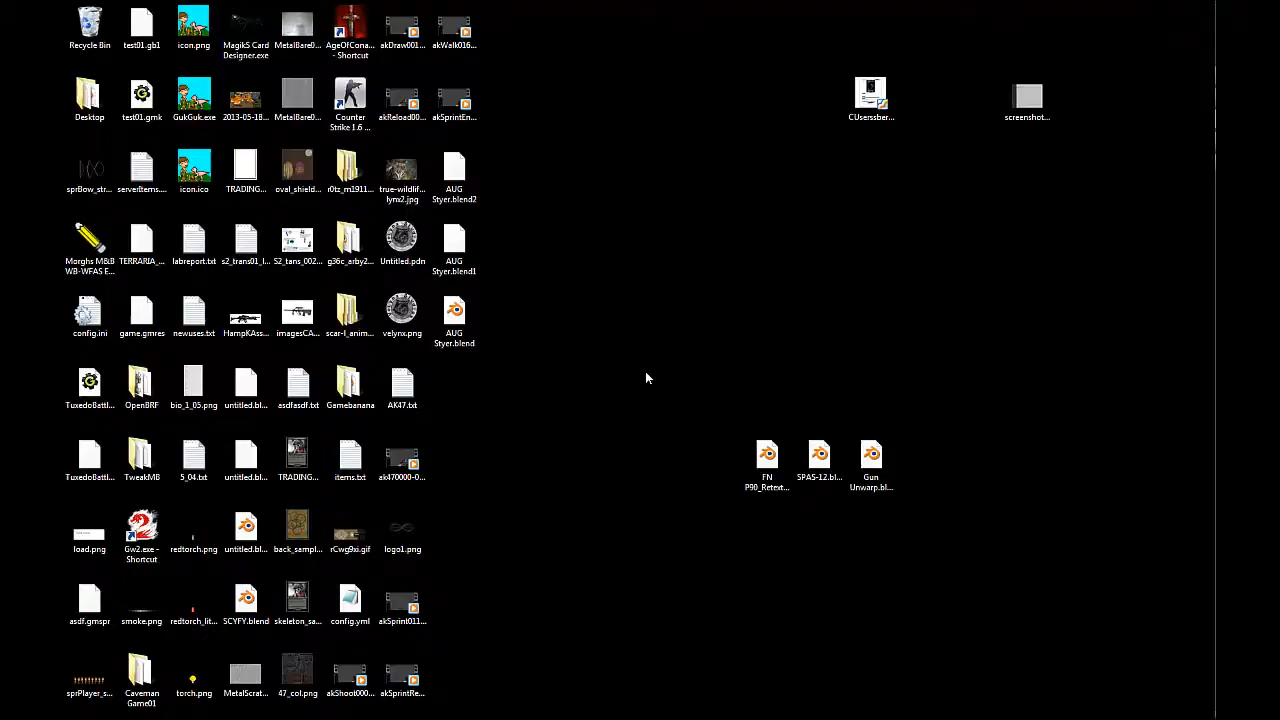 Recycle Bin
test01.gb1
icon.png
MagikS Card
Designer.exe
MetalBare0...
AgeOfCona...
- Shortcut
akDraw001...
akWalk016...
Desktop
test01.gmk
GukGuk.exe
2013-05-18...
MetalBare0...
Counter
Strike 1.6 ...
akReload00...
akSprintEn...
CUserssber...
screenshot...
sprBow_str...
serverItems....
icon.ico
TRADING...
oval_shield...
r0tz_m1911...
true-wildlif...
lynx2.jpg
AUG
Styer.blend2
Morghs M&B
WB-WFAS E...
TERRARIA_...
labreport.txt
s2_trans01_l...
S2_tans_002...
g36c_arby2...
Untitled.pdn
AUG
Styer.blend1
config.ini
game.gmres
newuses.txt
HampKAss...
imagesCA...
scar-l_anim...
velynx.png
AUG
Styer.blend
TuxedoBattl...
OpenBRF
bio_1_05.png
untitled.bl...
asdfasdf.txt
Gamebanana
AK47.txt
TuxedoBattl...
TweakMB
5_04.txt
untitled.bl...
TRADING...
items.txt
ak470000-0...
FN
P90_Retext...
SPAS-12.bl...
Gun
Unwarp.bl...
load.png
Gw2.exe -
Shortcut
redtorch.png
untitled.bl...
back_sampl...
rCwg9xi.gif
logo1.png
asdf.gmspr
smoke.png
redtorch_lit...
SCYFY.blend
skeleton_sa...
config.yml
akSprint011...
sprPlayer_s...
Caveman
Game01
torch.png
MetalScrat...
47_col.png
akShoot000...
akSprintRe...